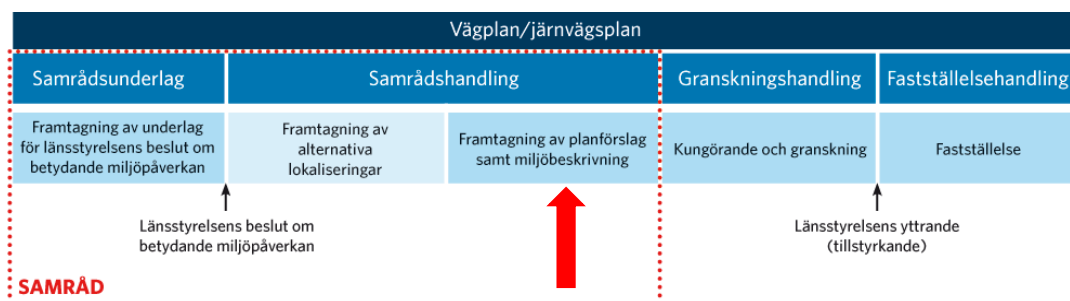 Vägplan/järnvägsplan
Samrådsunderlag
Samrådshandling
Granskningshandling
Fastställelsehandling
Framtagning av underlag
för länsstyrelsens beslut om
betydande miljöpåverkan
Framtagning av
alternativa
lokaliseringar
Framtagning av planförslag
samt miljöbeskrivning
Kungörande och granskning
Fastställelse
Länsstyrelsens beslut om
betydande miljöpåverkan
Länsstyrelsens yttrande
(tillstyrkande)
SAMRÅD